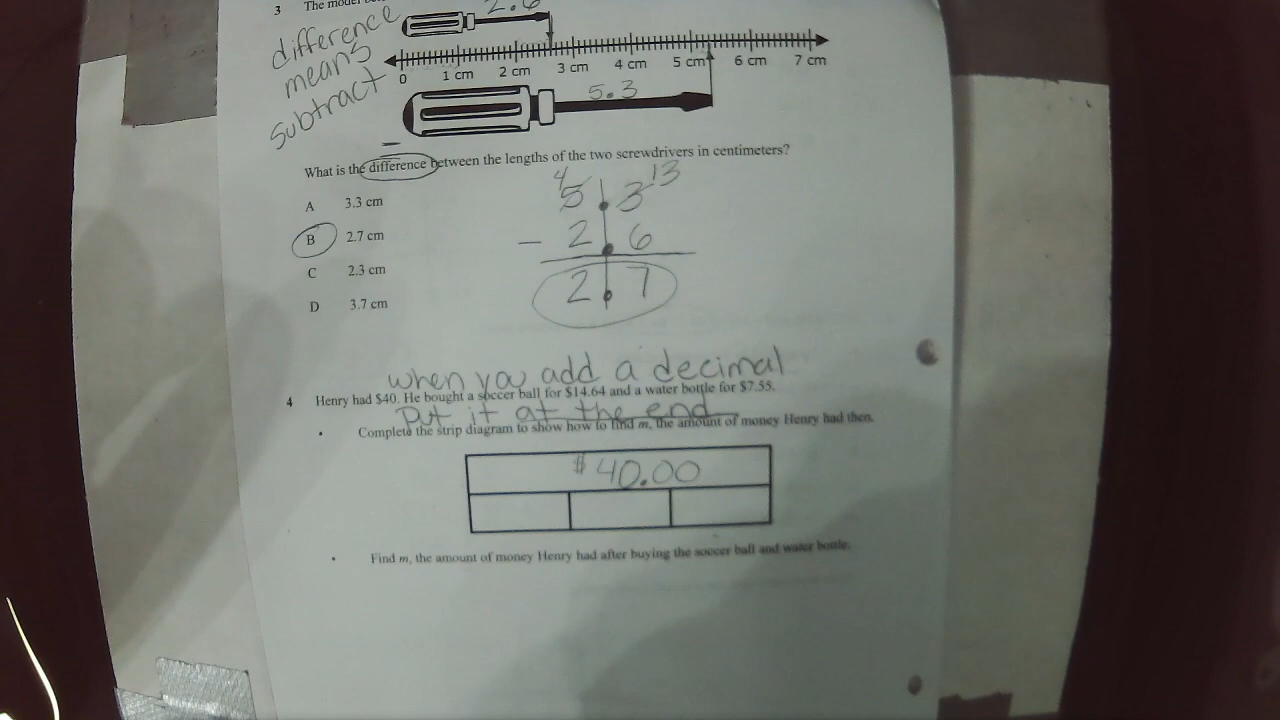 3 The model
difference
means
subtract
2.6
0 1 cm 2 cm 3 cm 4 cm 5 cm 6 cm 7 cm
5.3
What is the difference between the lengths of the two screwdrivers in centimeters?
A 3.3 cm
B 2.7 cm
C 2.3 cm
D 3.7 cm
4 13
5.3
- 2.6
2.7
when you add a decimal
4 Henry had $40. He bought a soccer ball for $14.64 and a water bottle for $7.55.
Put it at the end
• Complete the strip diagram to show how to find m, the amount of money Henry had then.
$40.00
• Find m, the amount of money Henry had after buying the soccer ball and water bottle.